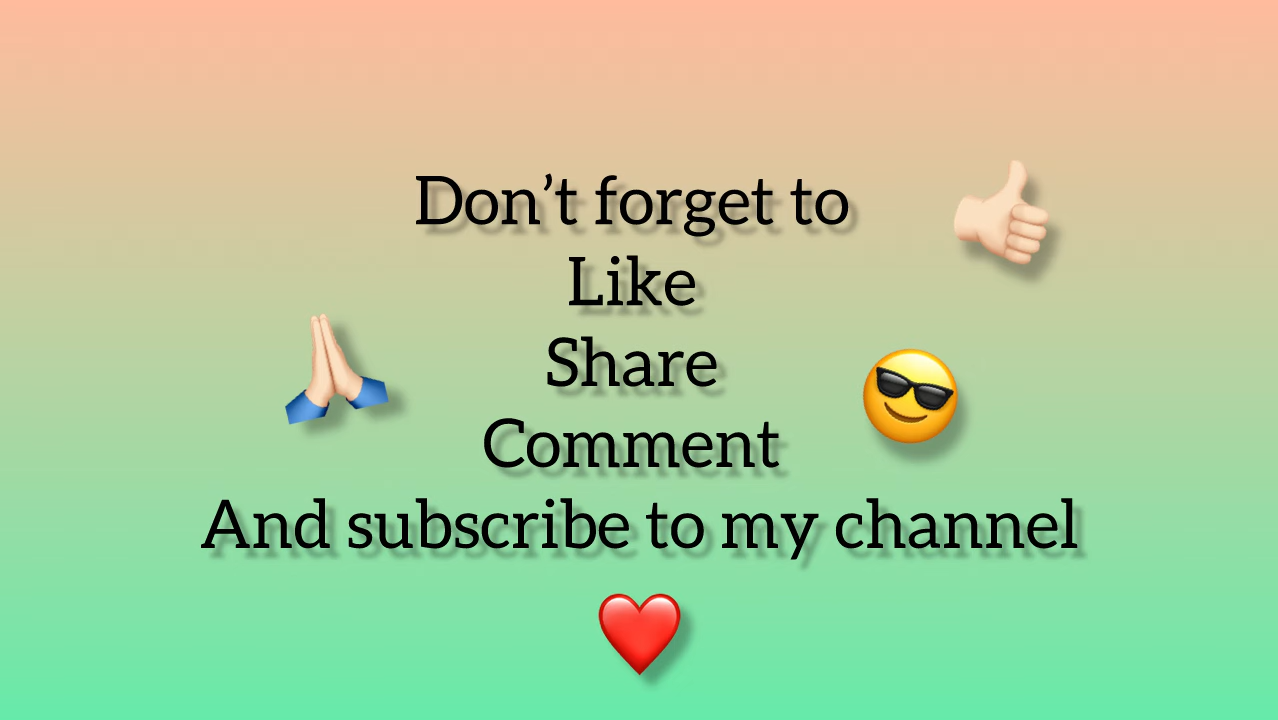 Don’t forget to
Like
Share
Comment
And subscribe to my channel